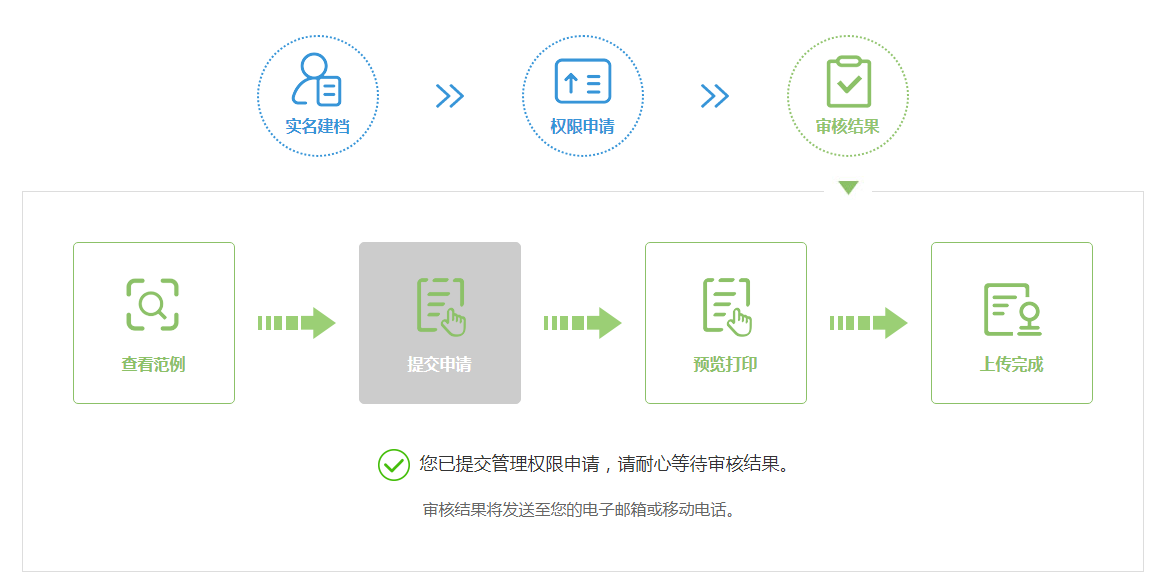 实名建档
权限申请
审核结果
查看范例
提交申请
预览打印
上传完成
您已提交管理权限申请，请耐心等待审核结果。
审核结果将发送至您的电子邮箱或移动电话。